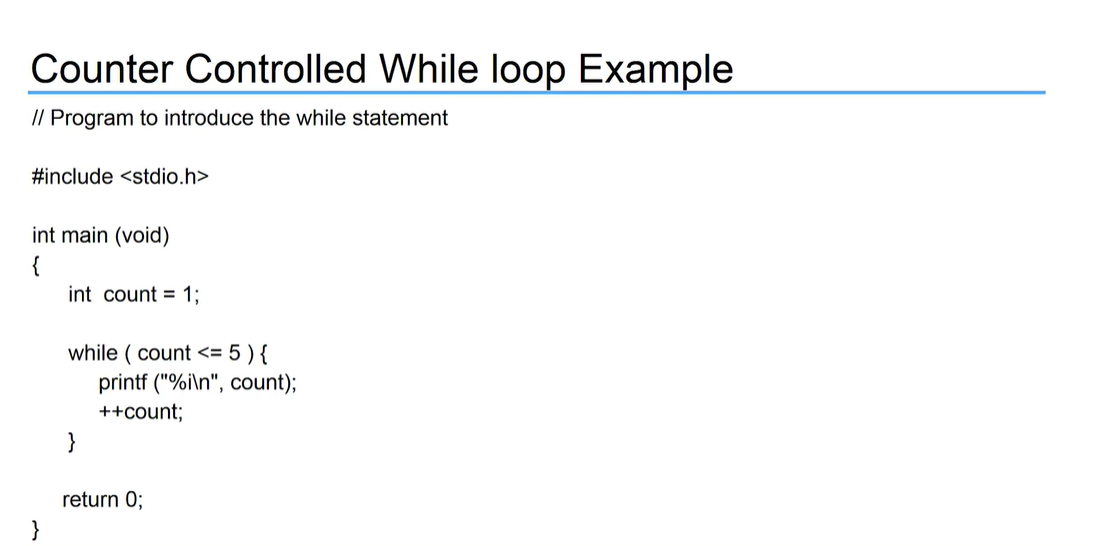 Counter Controlled While loop Example
// Program to introduce the while statement
#include <stdio.h>
int main (void)
{
int  count = 1;
while ( count <= 5 ) {
printf ("%i\n", count);
++count;
}
return 0;
}